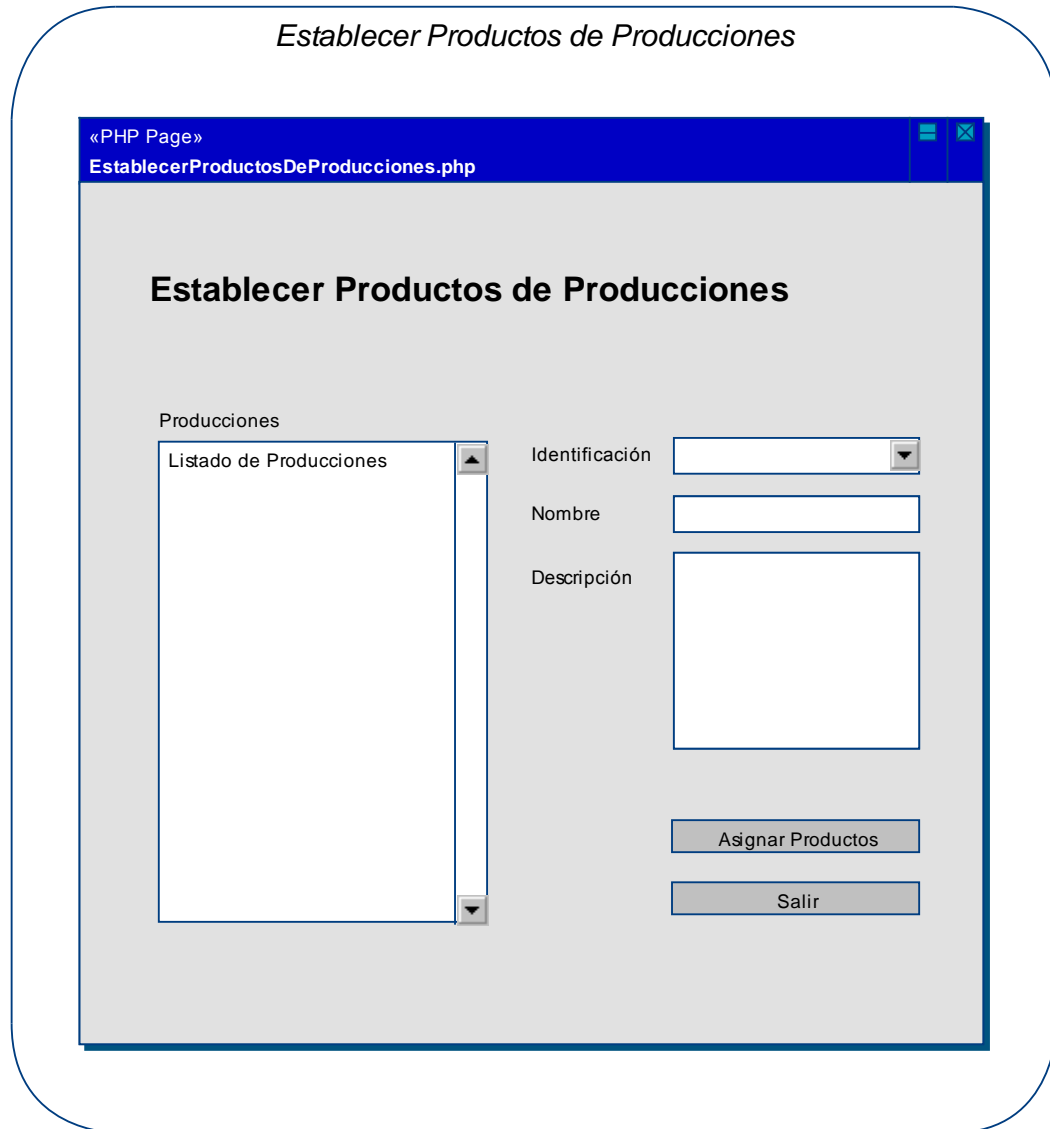 Establecer Productos de Producciones
«PHP Page»
EstablecerProductosDeProducciones.php
Establecer Productos de Producciones
Producciones
Listado de Producciones
Identificación
Nombre
Descripción
Asignar Productos
Salir